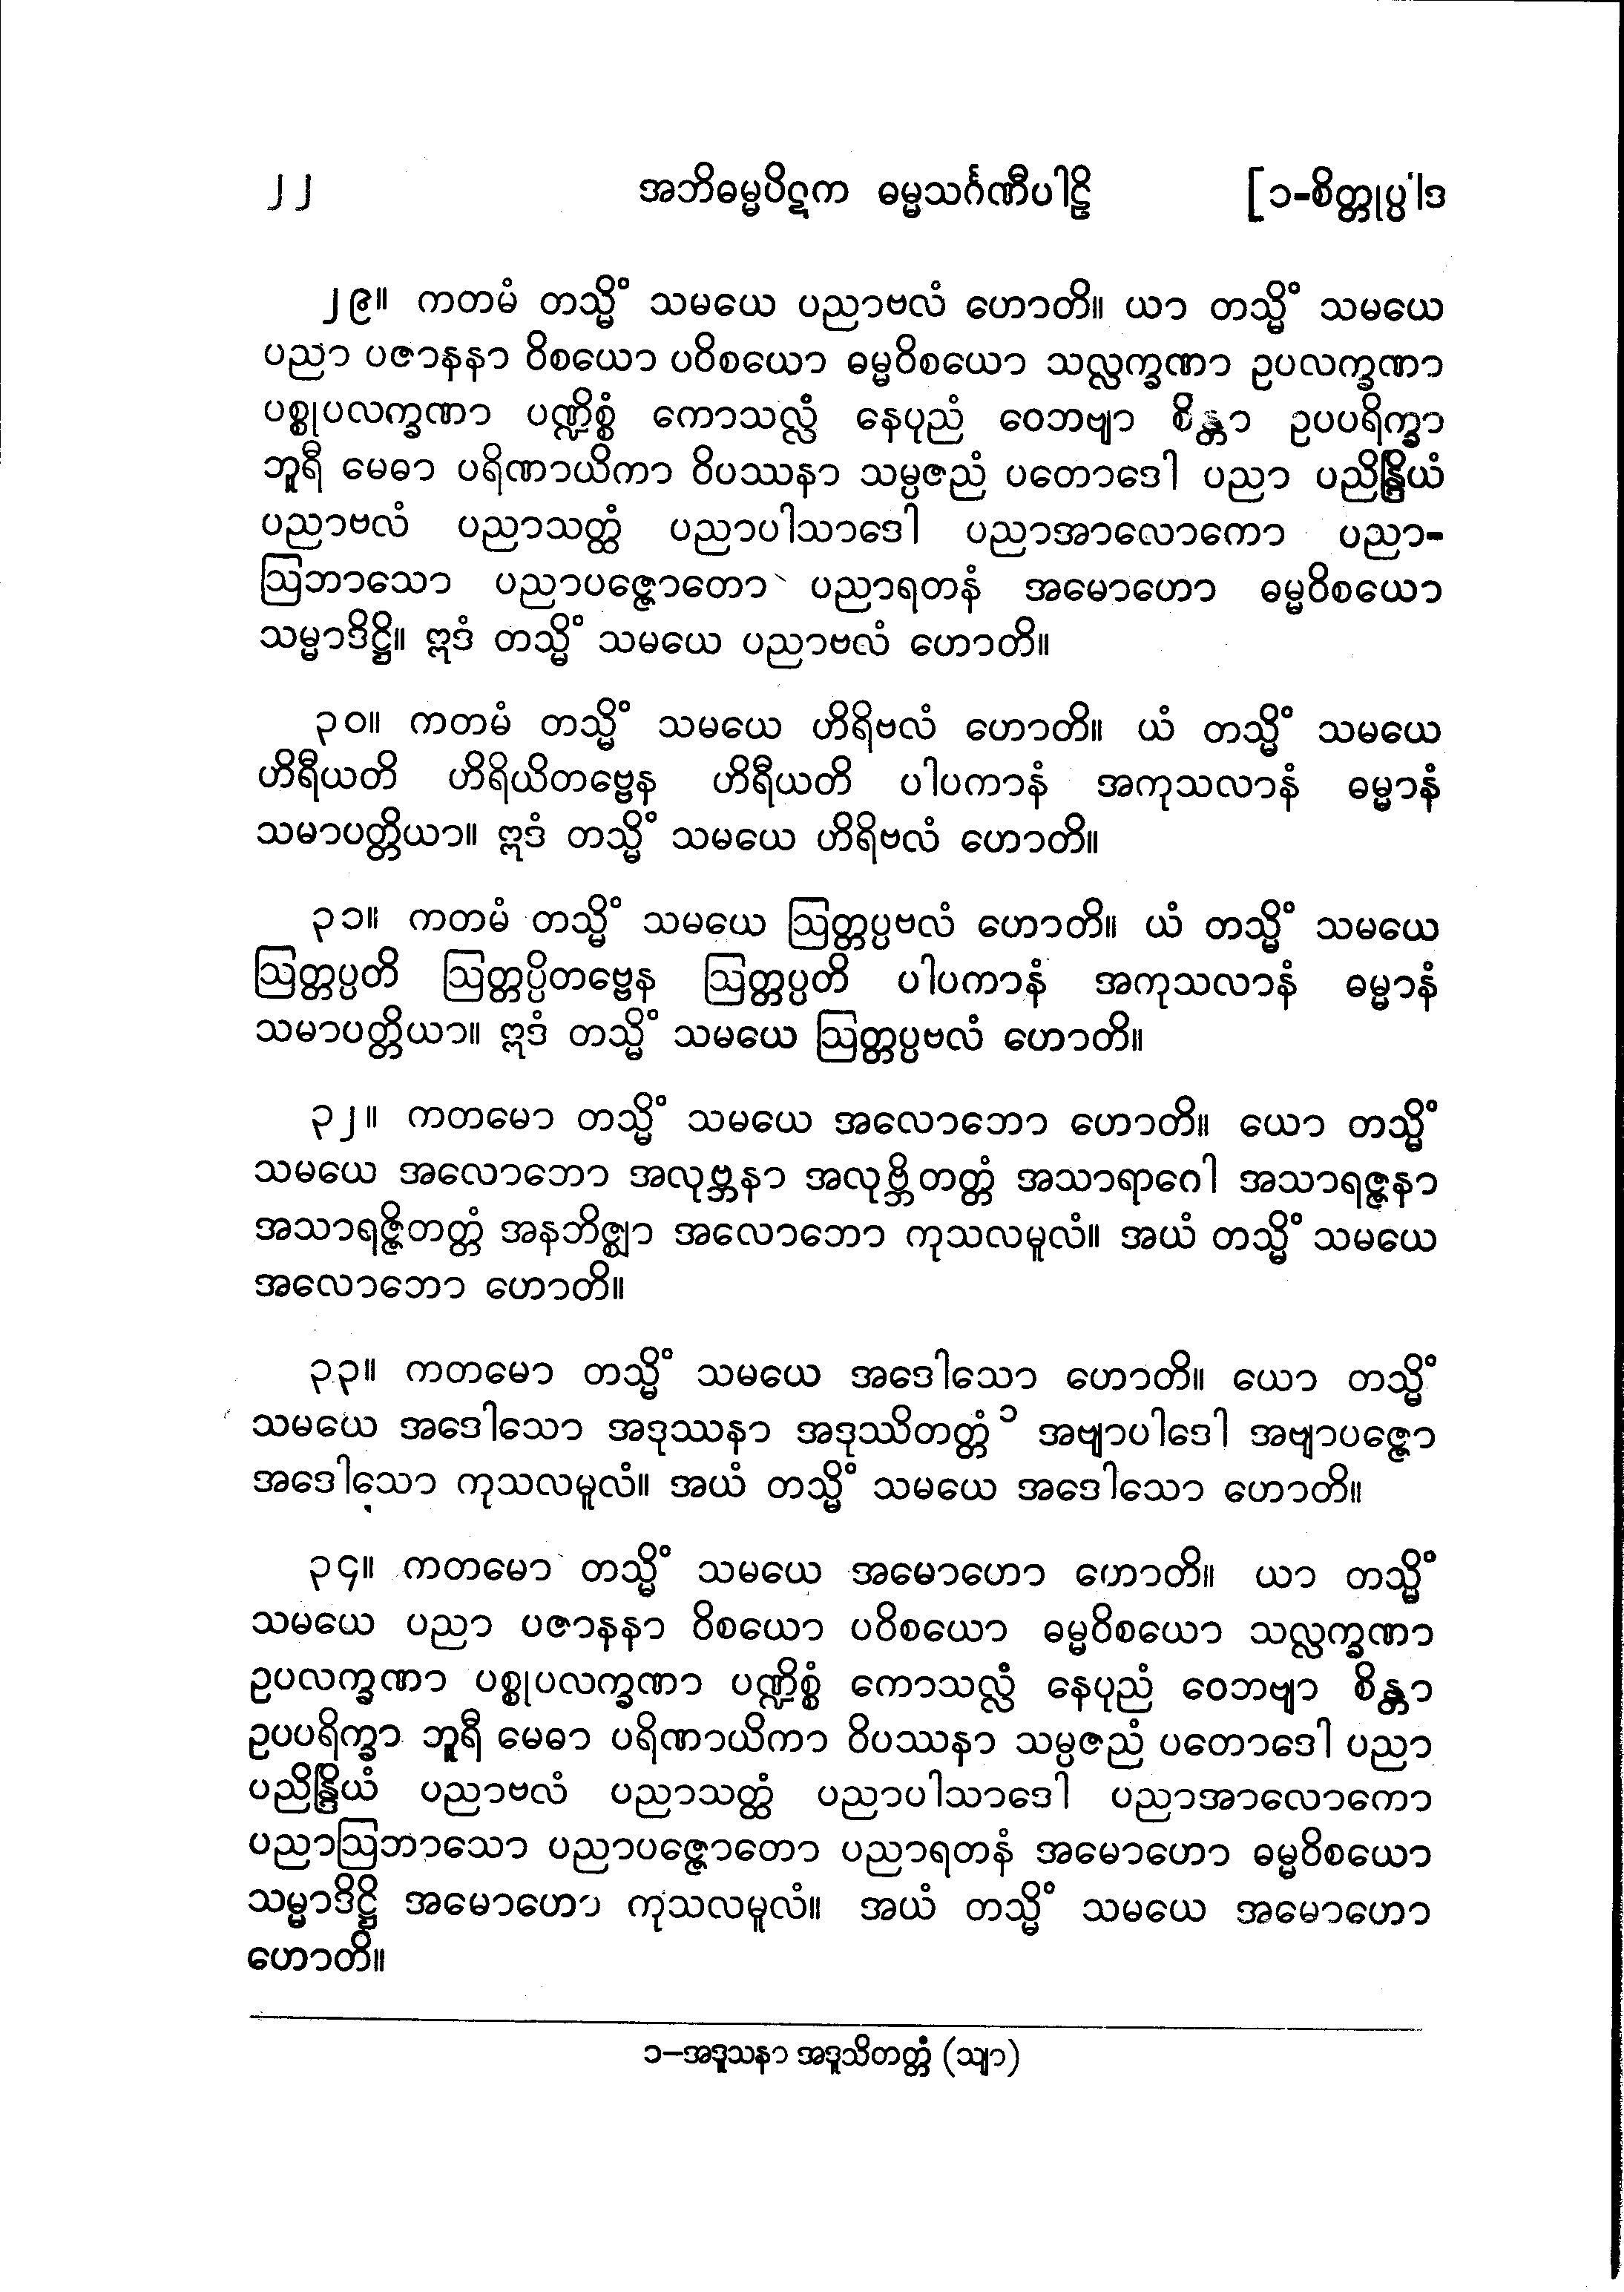 ၂၂ အဘိဓမ္မပိဋက ဓမ္မသင်္ဂဏီပါဠိ [၁-စိတ္တုပ္ပါဒ
၂၉။ ကတမံ တသ္မိံ သမယေ ပညာဗလံ ဟောတိ။ ယာ တသ္မိံ သမယေ
ပညာ ပဇာနနာ ဝိစယော ပဝိစယော ဓမ္မဝိစယော သလ္လက္ခဏာ ဥပလက္ခဏာ
ပစ္စုပလက္ခဏာ ပဏ္ဍိစ္စံ ကောသလ္လံ နေပုညံ ဝေဘဗျာ စိန္တာ ဥပပရိက္ခာ
ဘူရီ မေဓာ ပရိဏာယိကာ ဝိပဿနာ သမ္ပဇညံ ပတောဒေါ ပညာ ပညိန္ဒြိယံ
ပညာဗလံ ပညာသတ္ထံ ပညာပါသာဒေါ ပညာအာလောကော ပညာ-
ဩဘာသော ပညာပဇ္ဇောတော ပညာရတနံ အမောဟော ဓမ္မဝိစယော
သမ္မာဒိဋ္ဌိ။ ဣဒံ တသ္မိံ သမယေ ပညာဗလံ ဟောတိ။
၃၀။ ကတမံ တသ္မိံ သမယေ ဟိရိဗလံ ဟောတိ။ ယံ တသ္မိံ သမယေ
ဟိရီယတိ ဟိရိယိတဗ္ဗေန ဟိရီယတိ ပါပကာနံ အကုသလာနံ ဓမ္မာနံ
သမာပတ္တိယာ။ ဣဒံ တသ္မိံ သမယေ ဟိရိဗလံ ဟောတိ။
၃၁။ ကတမံ တသ္မိံ သမယေ ဩတ္တပ္ပဗလံ ဟောတိ။ ယံ တသ္မိံ သမယေ
ဩတ္တပ္ပတိ ဩတ္တပ္ပိတဗ္ဗေန ဩတ္တပ္ပတိ ပါပကာနံ အကုသလာနံ ဓမ္မာနံ
သမာပတ္တိယာ။ ဣဒံ တသ္မိံ သမယေ ဩတ္တပ္ပဗလံ ဟောတိ။
၃၂။ ကတမော တသ္မိံ သမယေ အလောဘော ဟောတိ။ ယော တသ္မိံ
သမယေ အလောဘော အလုဗ္ဘနာ အလုဗ္ဘိတတ္တံ အသာရာဂေါ အသာရဇ္ဇနာ
အသာရဇ္ဇိတတ္တံ အနဘိဇ္ဈာ အလောဘော ကုသလမူလံ။ အယံ တသ္မိံ သမယေ
အလောဘော ဟောတိ။
၃၃။ ကတမော တသ္မိံ သမယေ အဒေါသော ဟောတိ။ ယော တသ္မိံ
သမယေ အဒေါသော အဒုဿနာ အဒုဿိတတ္တံ ၁ အဗျာပါဒေါ အဗျာပဇ္ဇော
အဒေါသော ကုသလမူလံ။ အယံ တသ္မိံ သမယေ အဒေါသော ဟောတိ။
၃၄။ ကတမော တသ္မိံ သမယေ အမောဟော ဟောတိ။ ယာ တသ္မိံ
သမယေ ပညာ ပဇာနနာ ဝိစယော ပဝိစယော ဓမ္မဝိစယော သလ္လက္ခဏာ
ဥပလက္ခဏာ ပစ္စုပလက္ခဏာ ပဏ္ဍိစ္စံ ကောသလ္လံ နေပုညံ ဝေဘဗျာ စိန္တာ
ဥပပရိက္ခာ ဘူရီ မေဓာ ပရိဏာယိကာ ဝိပဿနာ သမ္ပဇညံ ပတောဒေါ ပညာ
ပညိန္ဒြိယံ ပညာဗလံ ပညာသတ္ထံ ပညာပါသာဒေါ ပညာအာလောကော
ပညာဩဘာသော ပညာပဇ္ဇောတော ပညာရတနံ အမောဟော ဓမ္မဝိစယော
သမ္မာဒိဋ္ဌိ အမောဟော ကုသလမူလံ။ အယံ တသ္မိံ သမယေ အမောဟော
ဟောတိ။
၁-အဒူသနာ အဒူသိတတ္တံ (သျာ)